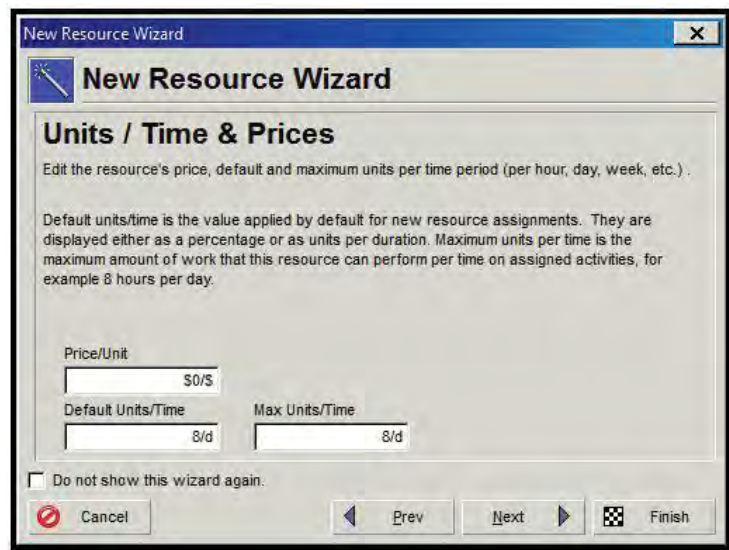 New Resource Wizard
New Resource Wizard
Units / Time & Prices
Edit the resource's price, default and maximum units per time period (per hour, day, week, etc.) .
Default units/time is the value applied by default for new resource assignments. They are
displayed either as a percentage or as units per duration. Maximum units per time is the
maximum amount of work that this resource can perform per time on assigned activities, for
example 8 hours per day.
Price/Unit
$0/$
Default Units/Time Max Units/Time
8/d 8/d
Do not show this wizard again.
Cancel Prev Next Finish